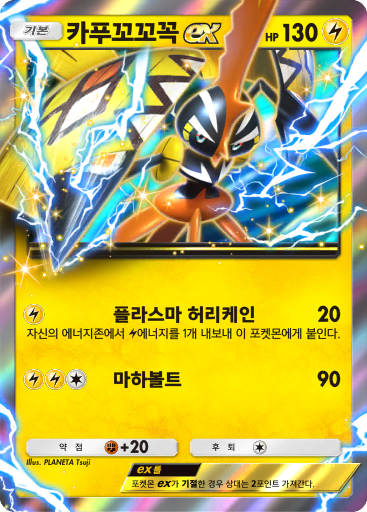 기본 카푸꼬꼬꼭 ex HP 130
플라스마 허리케인 20
자신의 에너지존에서 에너지를 1개 내보내 이 포켓몬에게 붙인다.
마하볼트 90
약점 +20 후퇴
Illus. PLANETA Tsuji
ex 룰
포켓몬 ex가 기절한 경우 상대는 2포인트 가져간다.